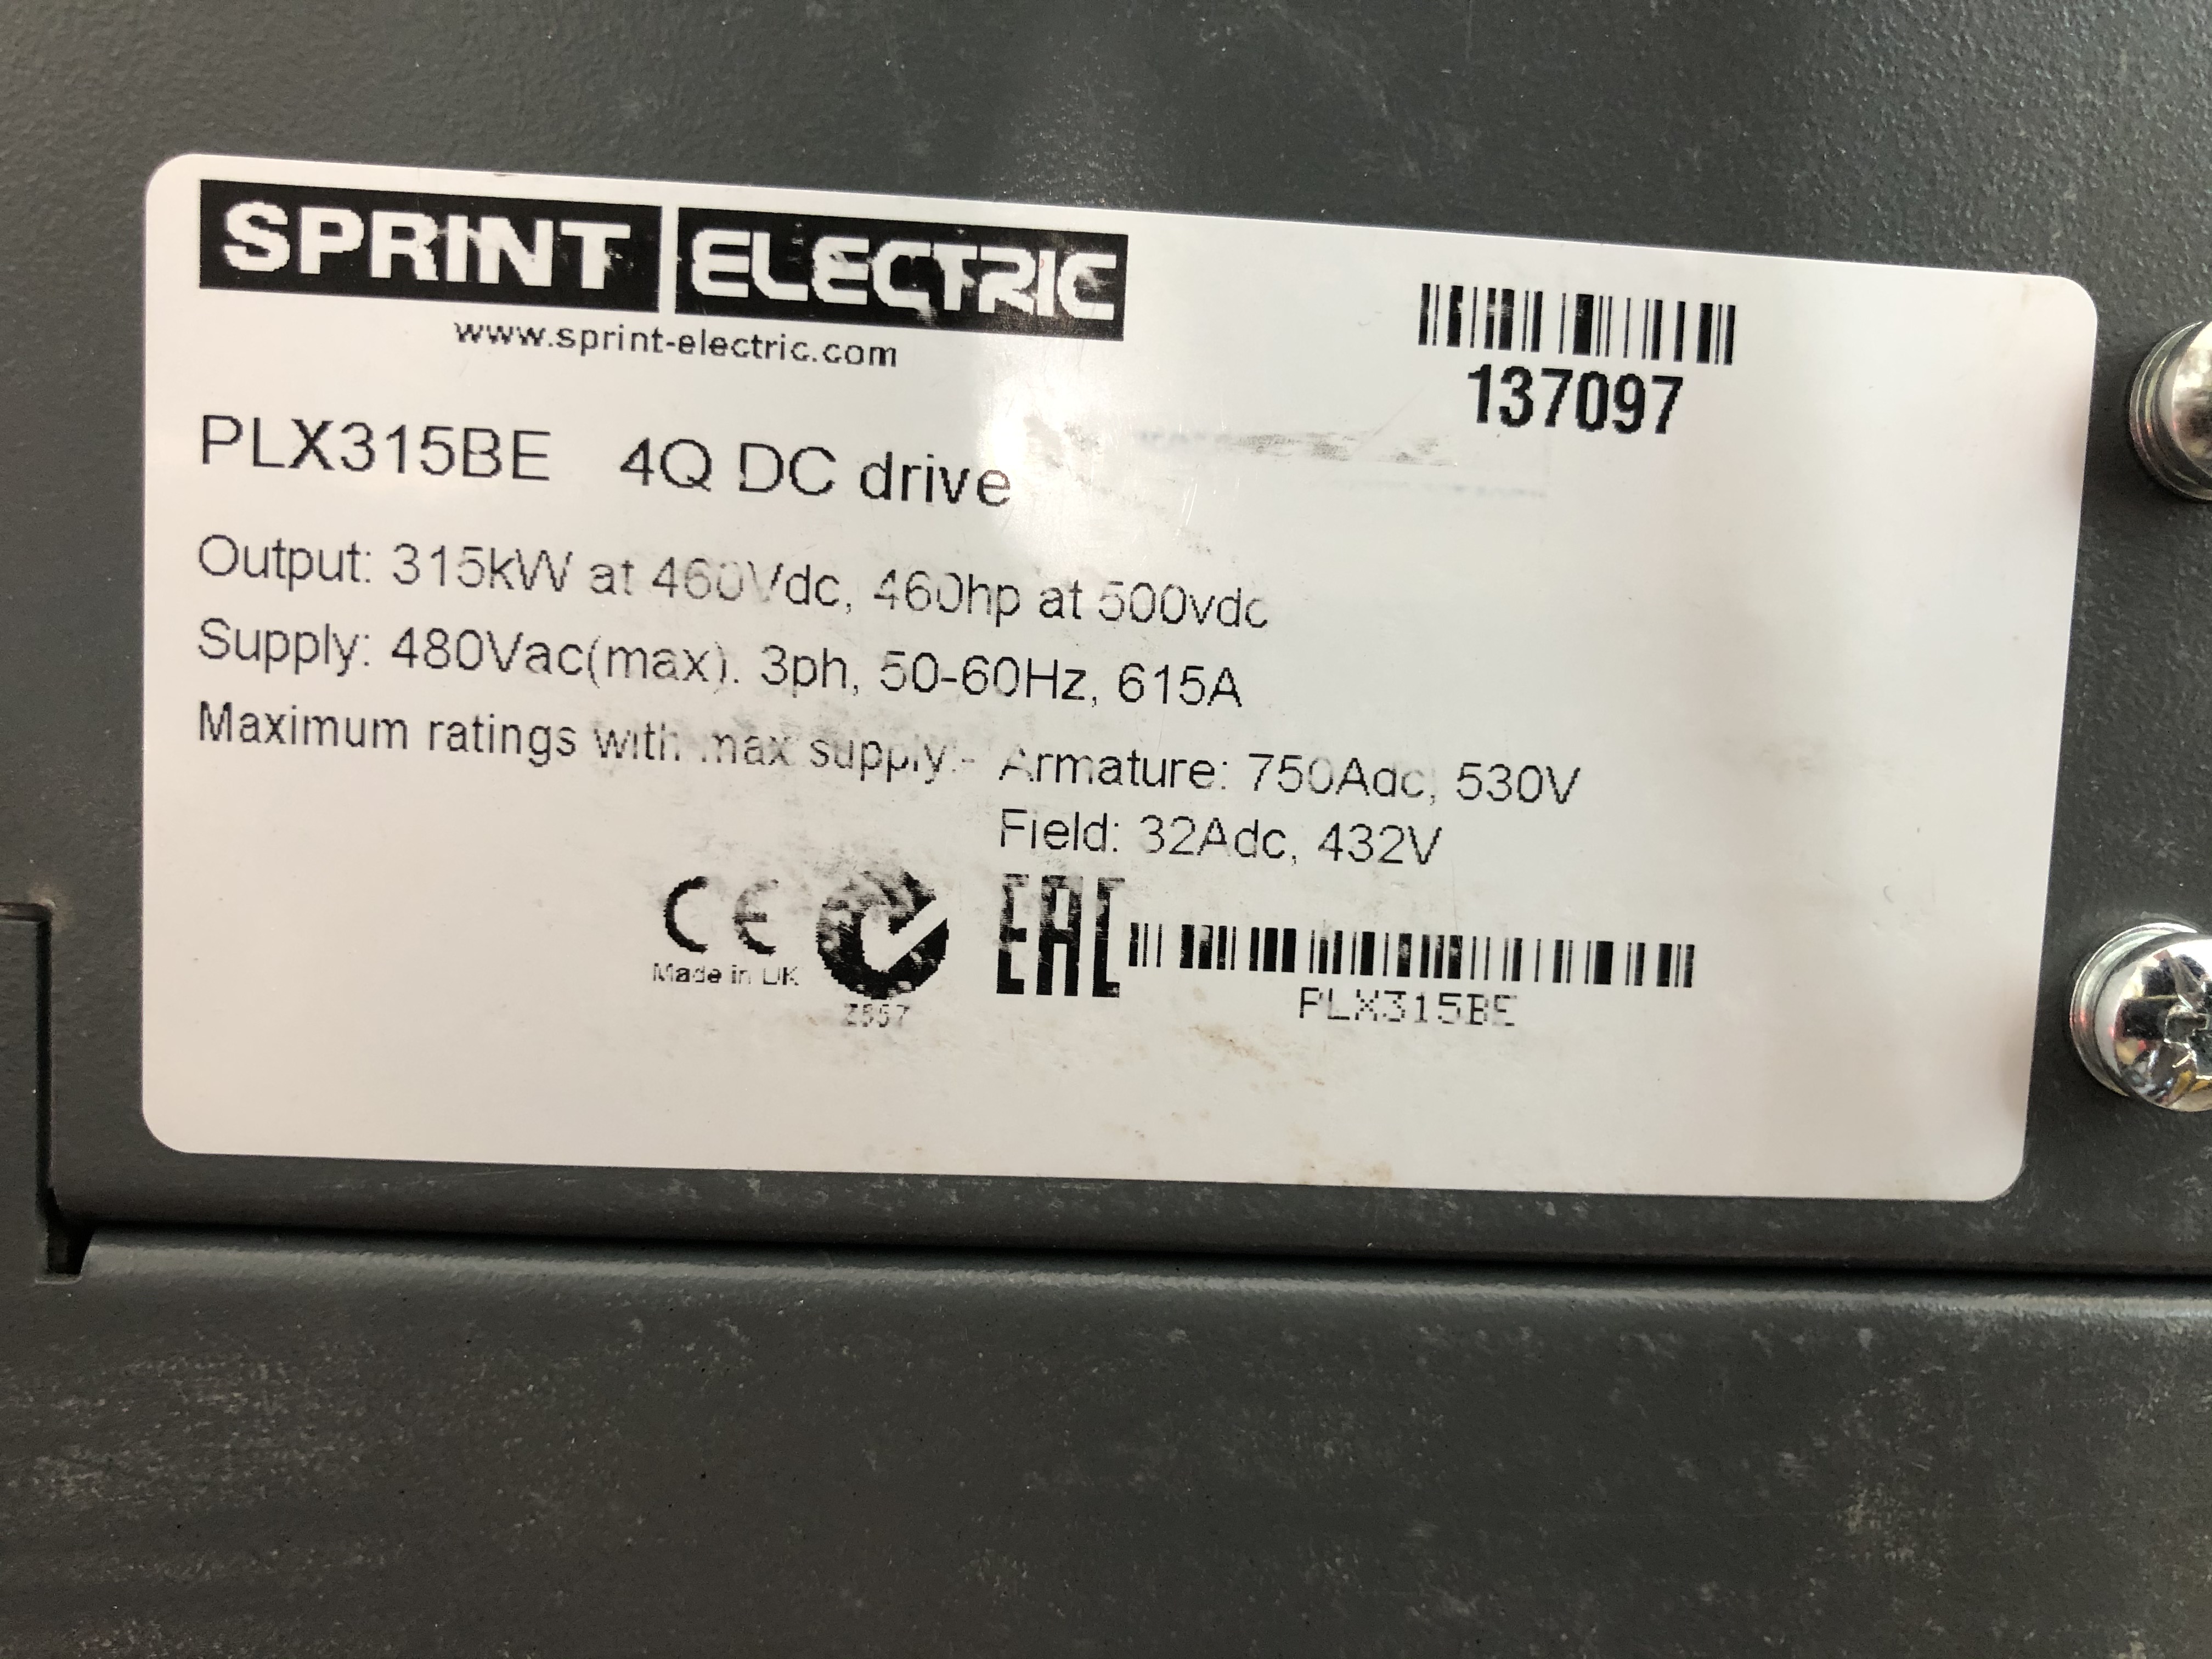 SPRINT ELECTRIC
www.sprint-electric.com
137097
PLX315BE 4Q DC drive
Output: 315kW at 460Vdc, 460hp at 500vdc
Supply: 480Vac(max). 3ph, 50-60Hz, 615A
Maximum ratings with max supply:- Armature: 750Adc, 530V
Field: 32Adc, 432V
CE EAC
Made in UK
PLX315BE